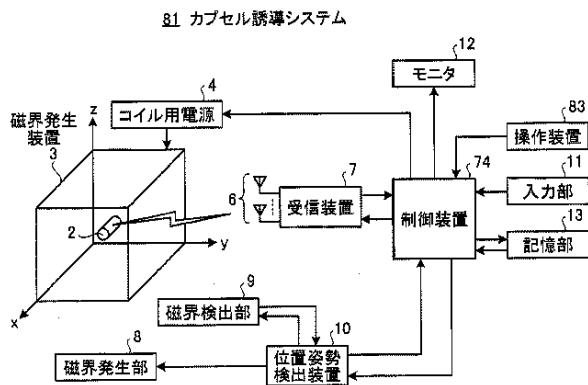 81 カプセル誘導システム
12
モニタ
4
コイル用電源
83
操作装置
磁界発生
装置
3
z
7
受信装置
6
74
制御装置
11
入力部
13
記憶部
2
y
x
9
磁界検出部
10
位置姿勢
検出装置
8
磁界発生部